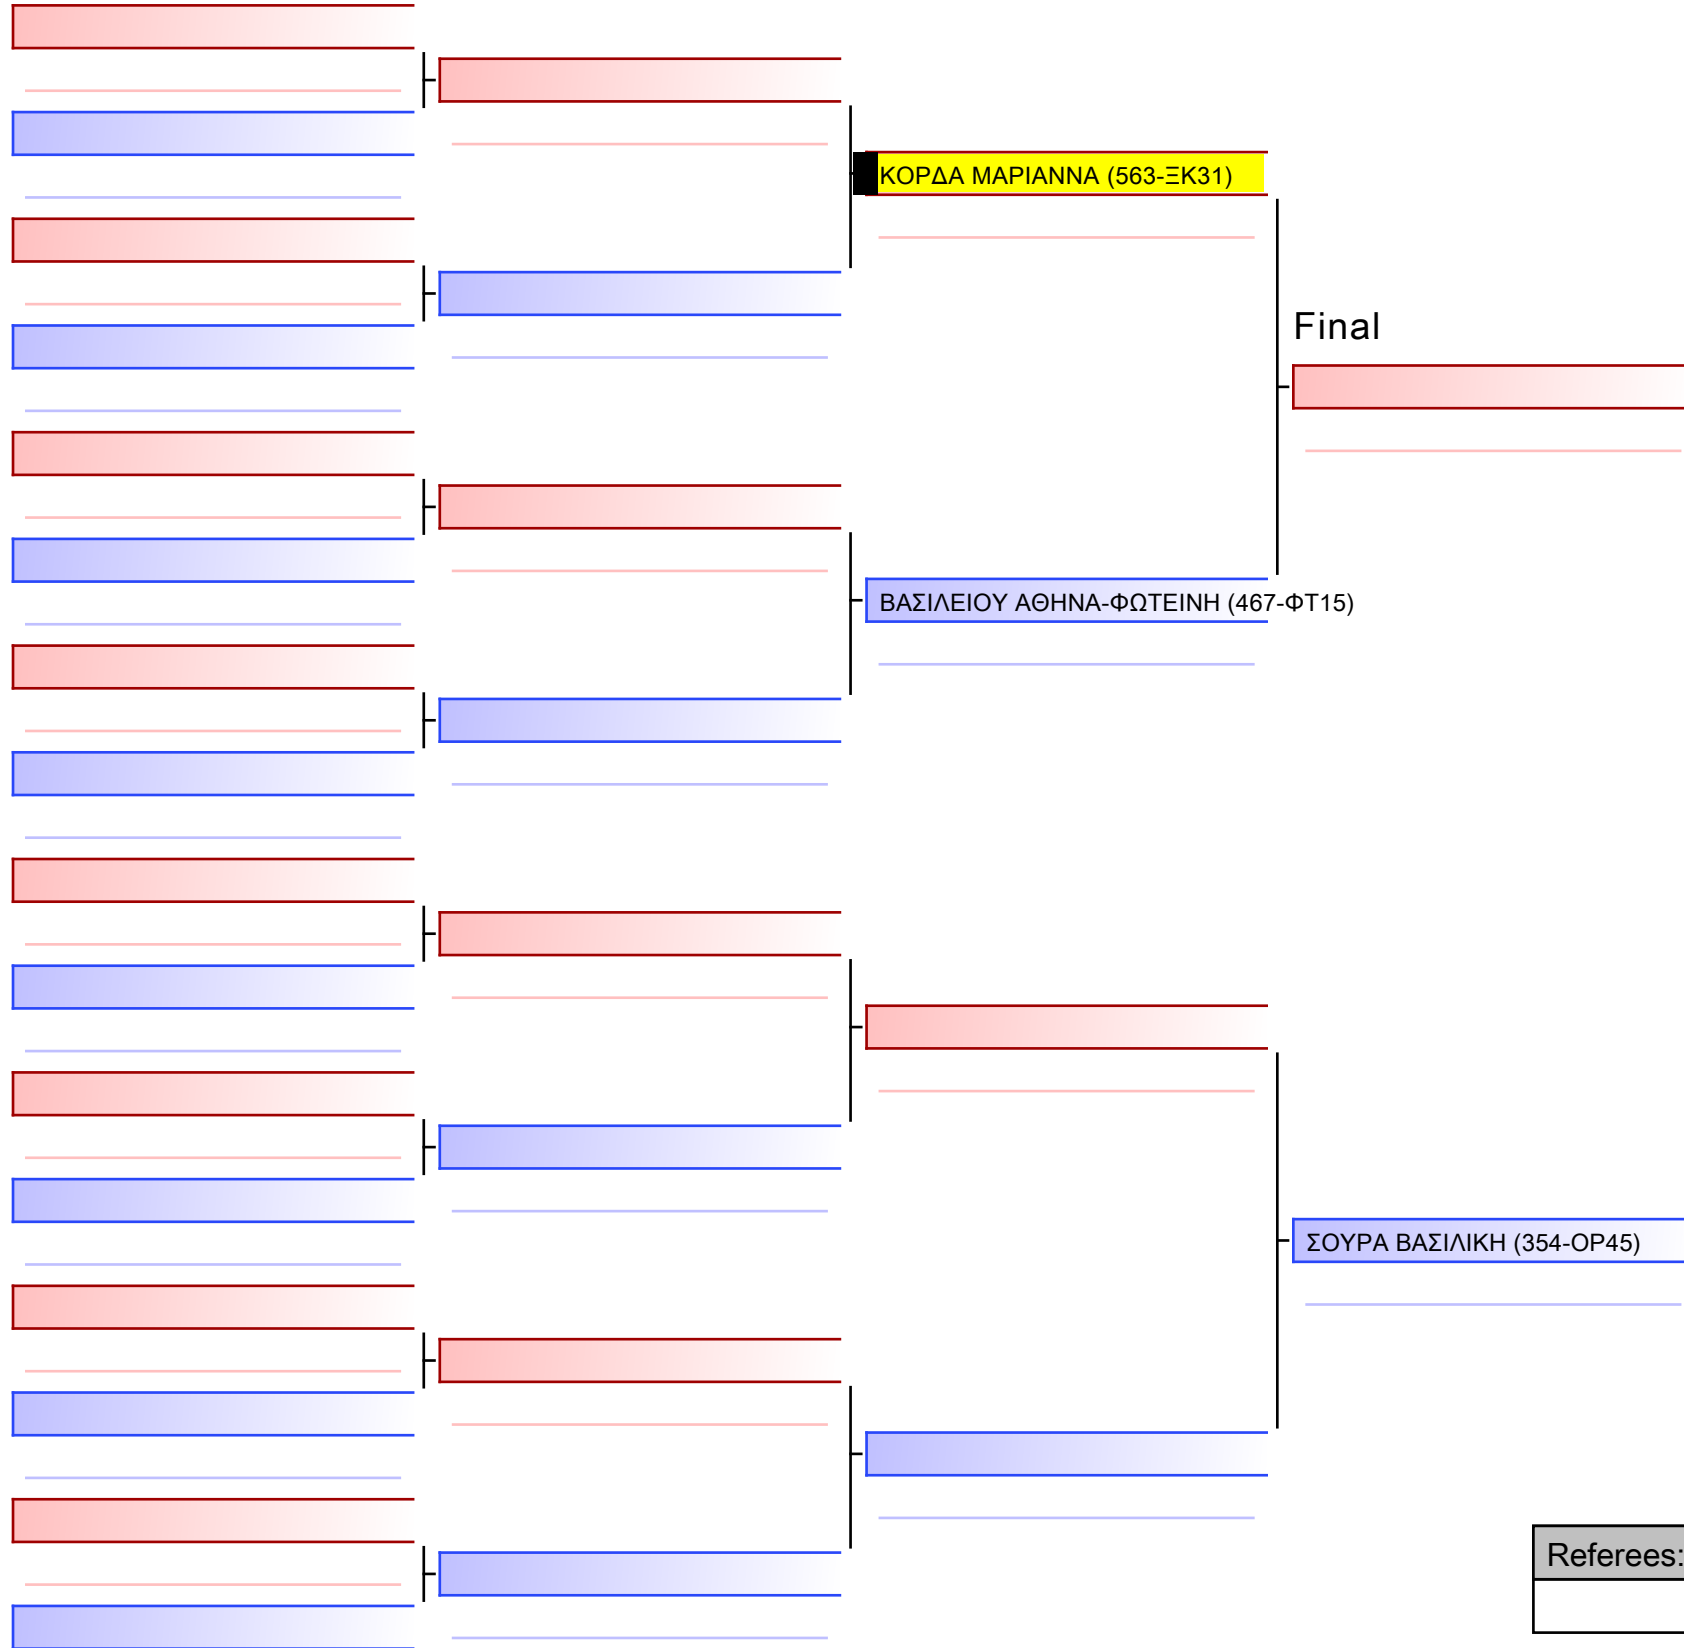 ΚΟΡΔΑ ΜΑΡΙΑΝΝΑ (563-ΞΚ31)
Final
ΒΑΣΙΛΕΙΟΥ ΑΘΗΝΑ-ΦΩΤΕΙΝΗ (467-ΦΤ15)
ΣΟΥΡΑ ΒΑΣΙΛΙΚΗ (354-ΟΡ45)
Referees: